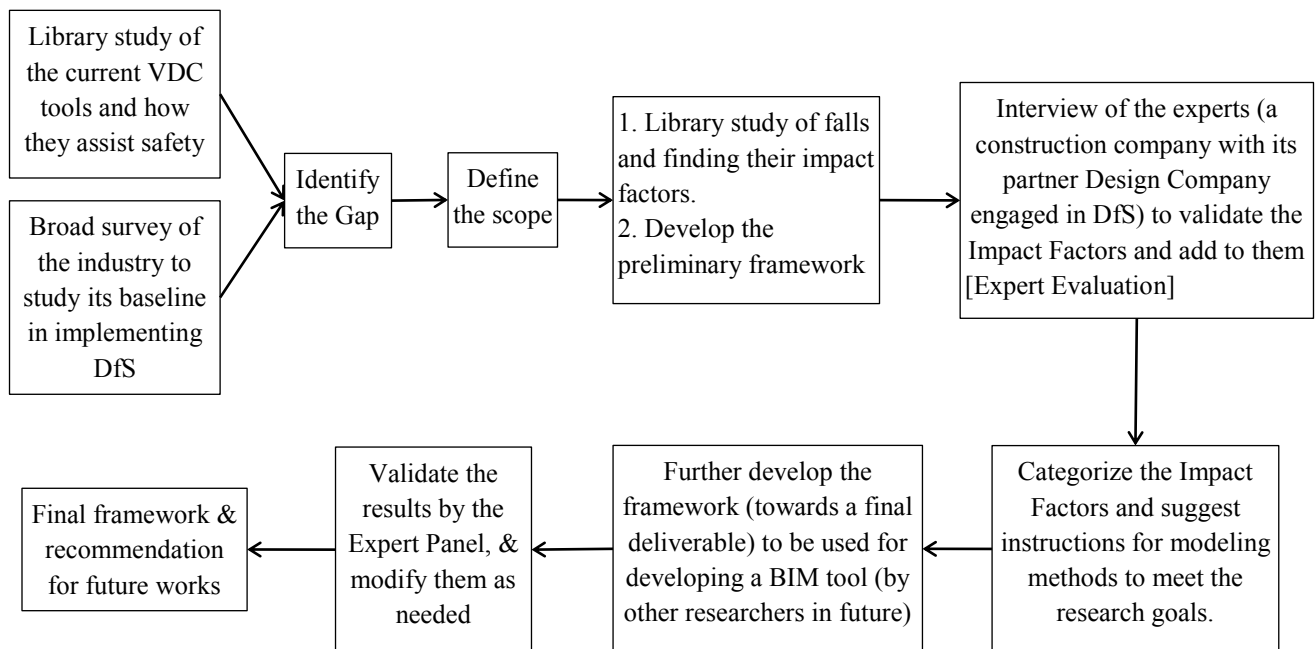 Library study of
the current VDC
tools and how
they assist safety
Broad survey of
the industry to
study its baseline
in implementing
DfS
Identify
the Gap
Define
the scope
1. Library study of falls
and finding their impact
factors.
2. Develop the
preliminary framework
Interview of the experts (a
construction company with its
partner Design Company
engaged in DfS) to validate the
Impact Factors and add to them
[Expert Evaluation]
Categorize the Impact
Factors and suggest
instructions for modeling
methods to meet the
research goals.
Further develop the
framework (towards a final
deliverable) to be used for
developing a BIM tool (by
other researchers in future)
Validate the
results by the
Expert Panel, &
modify them as
needed
Final framework &
recommendation
for future works